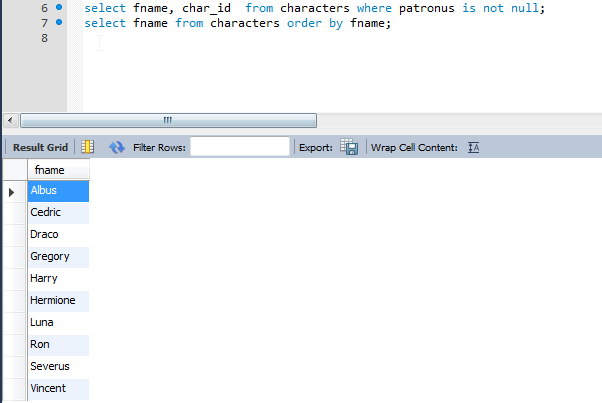 6 select fname, char_id  from characters where patronus is not null;
7 select fname from characters order by fname;
8
Result Grid Filter Rows: Export: Wrap Cell Content: A
fname
Albus
Cedric
Draco
Gregory
Harry
Hermione
Luna
Ron
Severus
Vincent